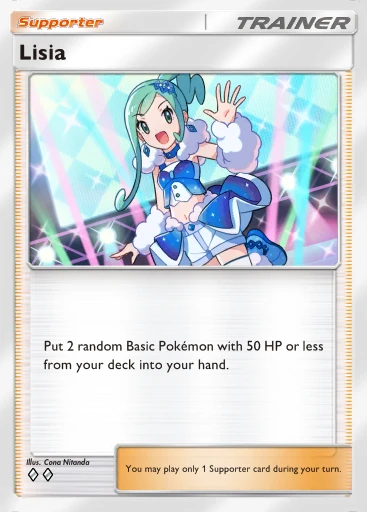 Supporter
TRAINER
Lisia
Put 2 random Basic Pokémon with 50 HP or less
from your deck into your hand.
Illus. Cona Nitanda
You may play only 1 Supporter card during your turn.